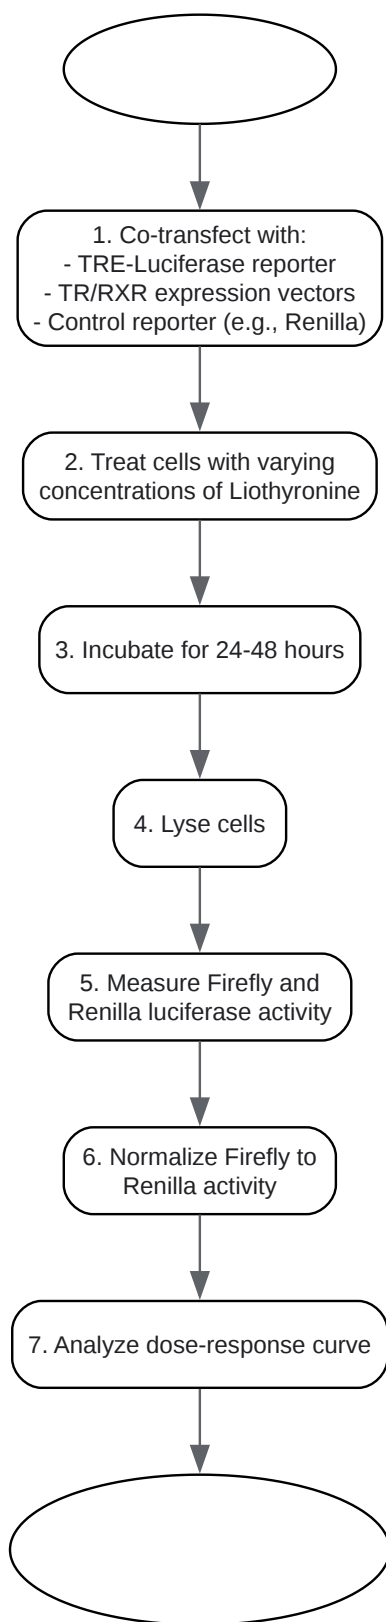 1. Co-transfect with:
- TRE-Luciferase reporter
- TR/RXR expression vectors
- Control reporter (e.g., Renilla)
2. Treat cells with varying
concentrations of Liothyronine
3. Incubate for 24-48 hours
4. Lyse cells
5. Measure Firefly and
Renilla luciferase activity
6. Normalize Firefly to
Renilla activity
7. Analyze dose-response curve